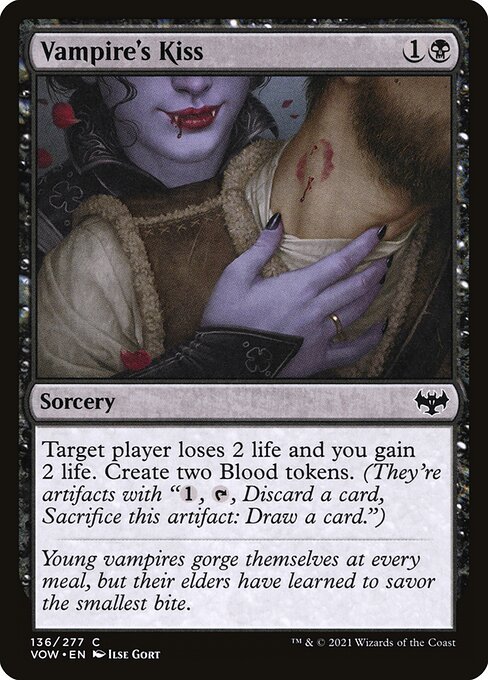 Vampire's Kiss 1
Sorcery
Target player loses 2 life and you gain
2 life. Create two Blood tokens. (They're
artifacts with “1, , Discard a card,
Sacrifice this artifact: Draw a card.”)
Young vampires gorge themselves at every
meal, but their elders have learned to savor
the smallest bite.
136/277 C
VOW • EN Ilse Gort
™ & © 2021 Wizards of the Coast